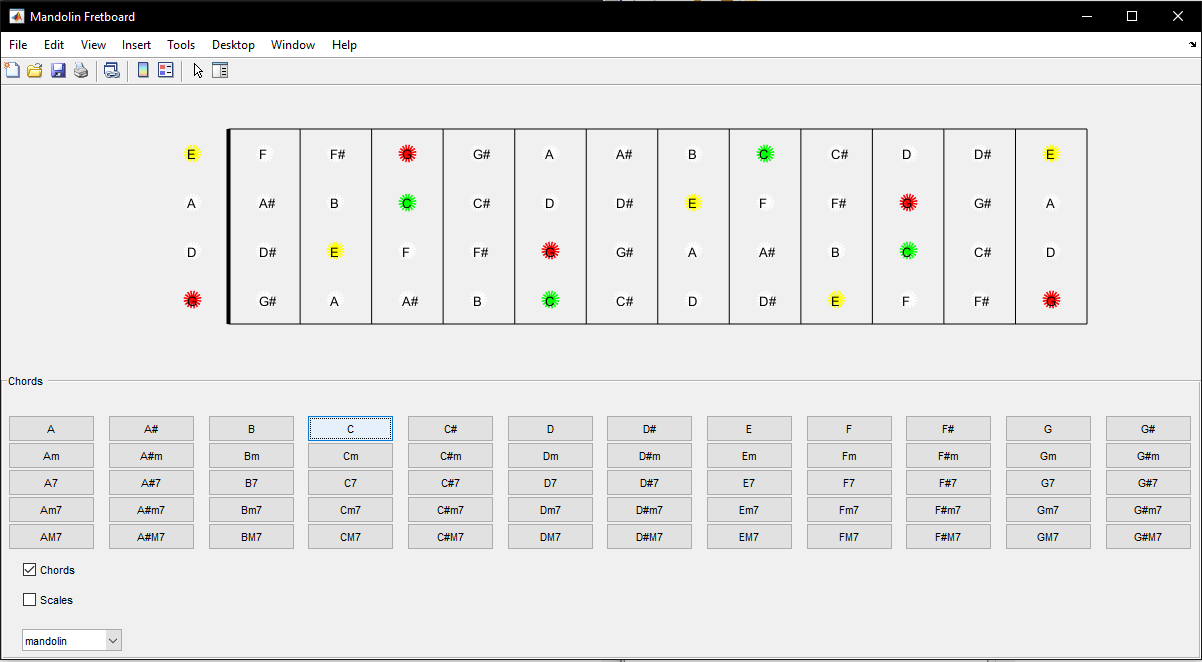 Mandolin Fretboard
File Edit View Insert Tools Desktop Window Help
E F F# G G# A A# B C C# D D# E
A A# B C C# D D# E F F# G G# A
D D# E F F# G G# A A# B C C# D
G G# A A# B C C# D D# E F F# G
Chords
A A# B C C# D D# E F F# G G#
Am A#m Bm Cm C#m Dm D#m Em Fm F#m Gm G#m
A7 A#7 B7 C7 C#7 D7 D#7 E7 F7 F#7 G7 G#7
Am7 A#m7 Bm7 Cm7 C#m7 Dm7 D#m7 Em7 Fm7 F#m7 Gm7 G#m7
AM7 A#M7 BM7 CM7 C#M7 DM7 D#M7 EM7 FM7 F#M7 GM7 G#M7
Chords
Scales
mandolin